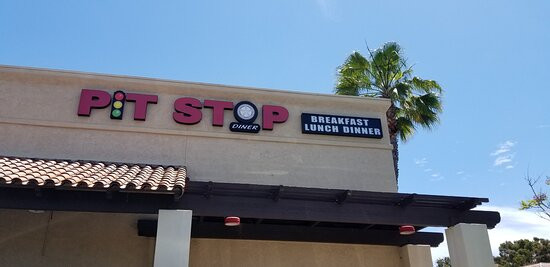 PIT STOP
DINER
BREAKFAST
LUNCH DINNER